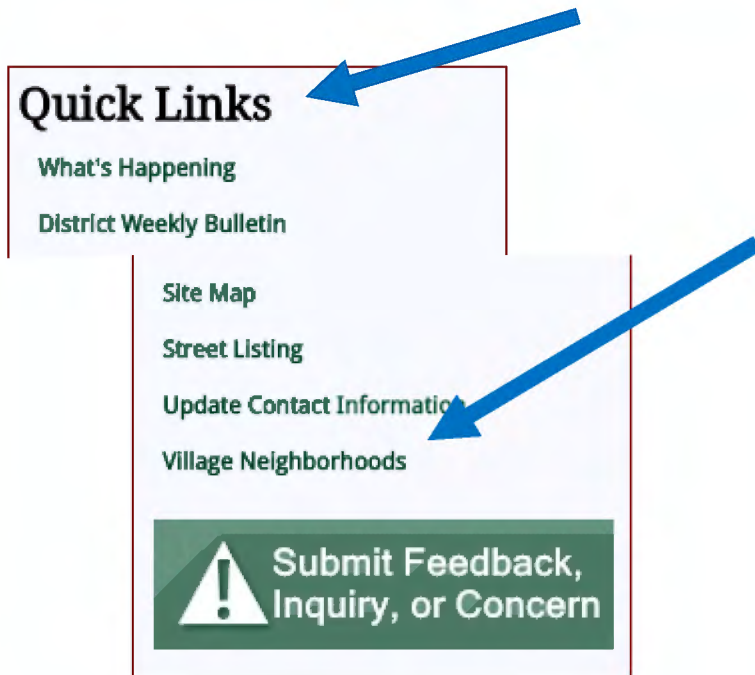 Quick Links
What's Happening
District Weekly Bulletin
Site Map
Street Listing
Update Contact Information
Village Neighborhoods
Submit Feedback,
Inquiry, or Concern